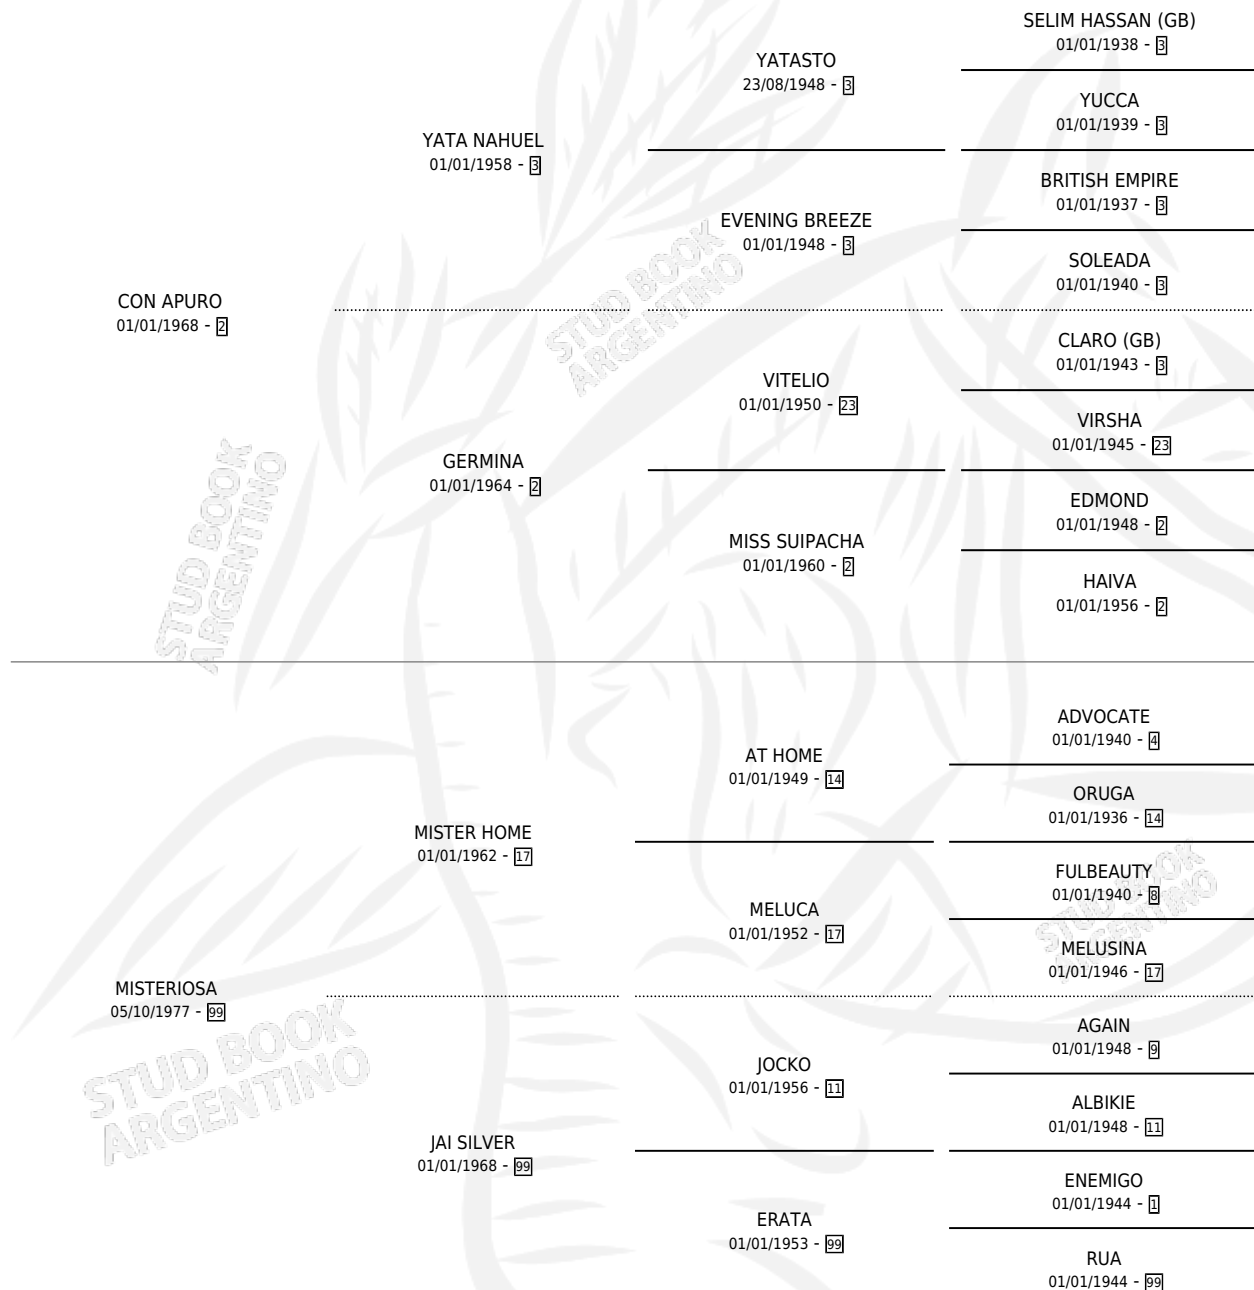 SELIM HASSAN (GB)
01/01/1938 - 3
YATASTO
23/08/1948 - 3
YUCCA
01/01/1939 - 3
YATA NAHUEL
01/01/1958 - 3
BRITISH EMPIRE
01/01/1937 - 3
EVENING BREEZE
01/01/1948 - 3
SOLEADA
01/01/1940 - 3
CON APURO
01/01/1968 - 2
CLARO (GB)
01/01/1943 - 3
VITELIO
01/01/1950 - 23
VIRSHA
01/01/1945 - 23
GERMINA
01/01/1964 - 2
EDMOND
01/01/1948 - 2
MISS SUIPACHA
01/01/1960 - 2
HAIVA
01/01/1956 - 2
ADVOCATE
01/01/1940 - 4
AT HOME
01/01/1949 - 14
ORUGA
01/01/1936 - 14
MISTER HOME
01/01/1962 - 17
FULBEAUTY
01/01/1940 - 8
MELUCA
01/01/1952 - 17
MELUSINA
01/01/1946 - 17
MISTERIOSA
05/10/1977 - 99
AGAIN
01/01/1948 - 9
JOCKO
01/01/1956 - 11
ALBIKIE
01/01/1948 - 11
JAI SILVER
01/01/1968 - 99
ENEMIGO
01/01/1944 - 1
ERATA
01/01/1953 - 99
RUA
01/01/1944 - 99
STUD BOOK
ARGENTINO
STUD BOOK
ARGENTINO
STUD BOOK
ARGENTINO
STUD BOOK
ARGENTINO